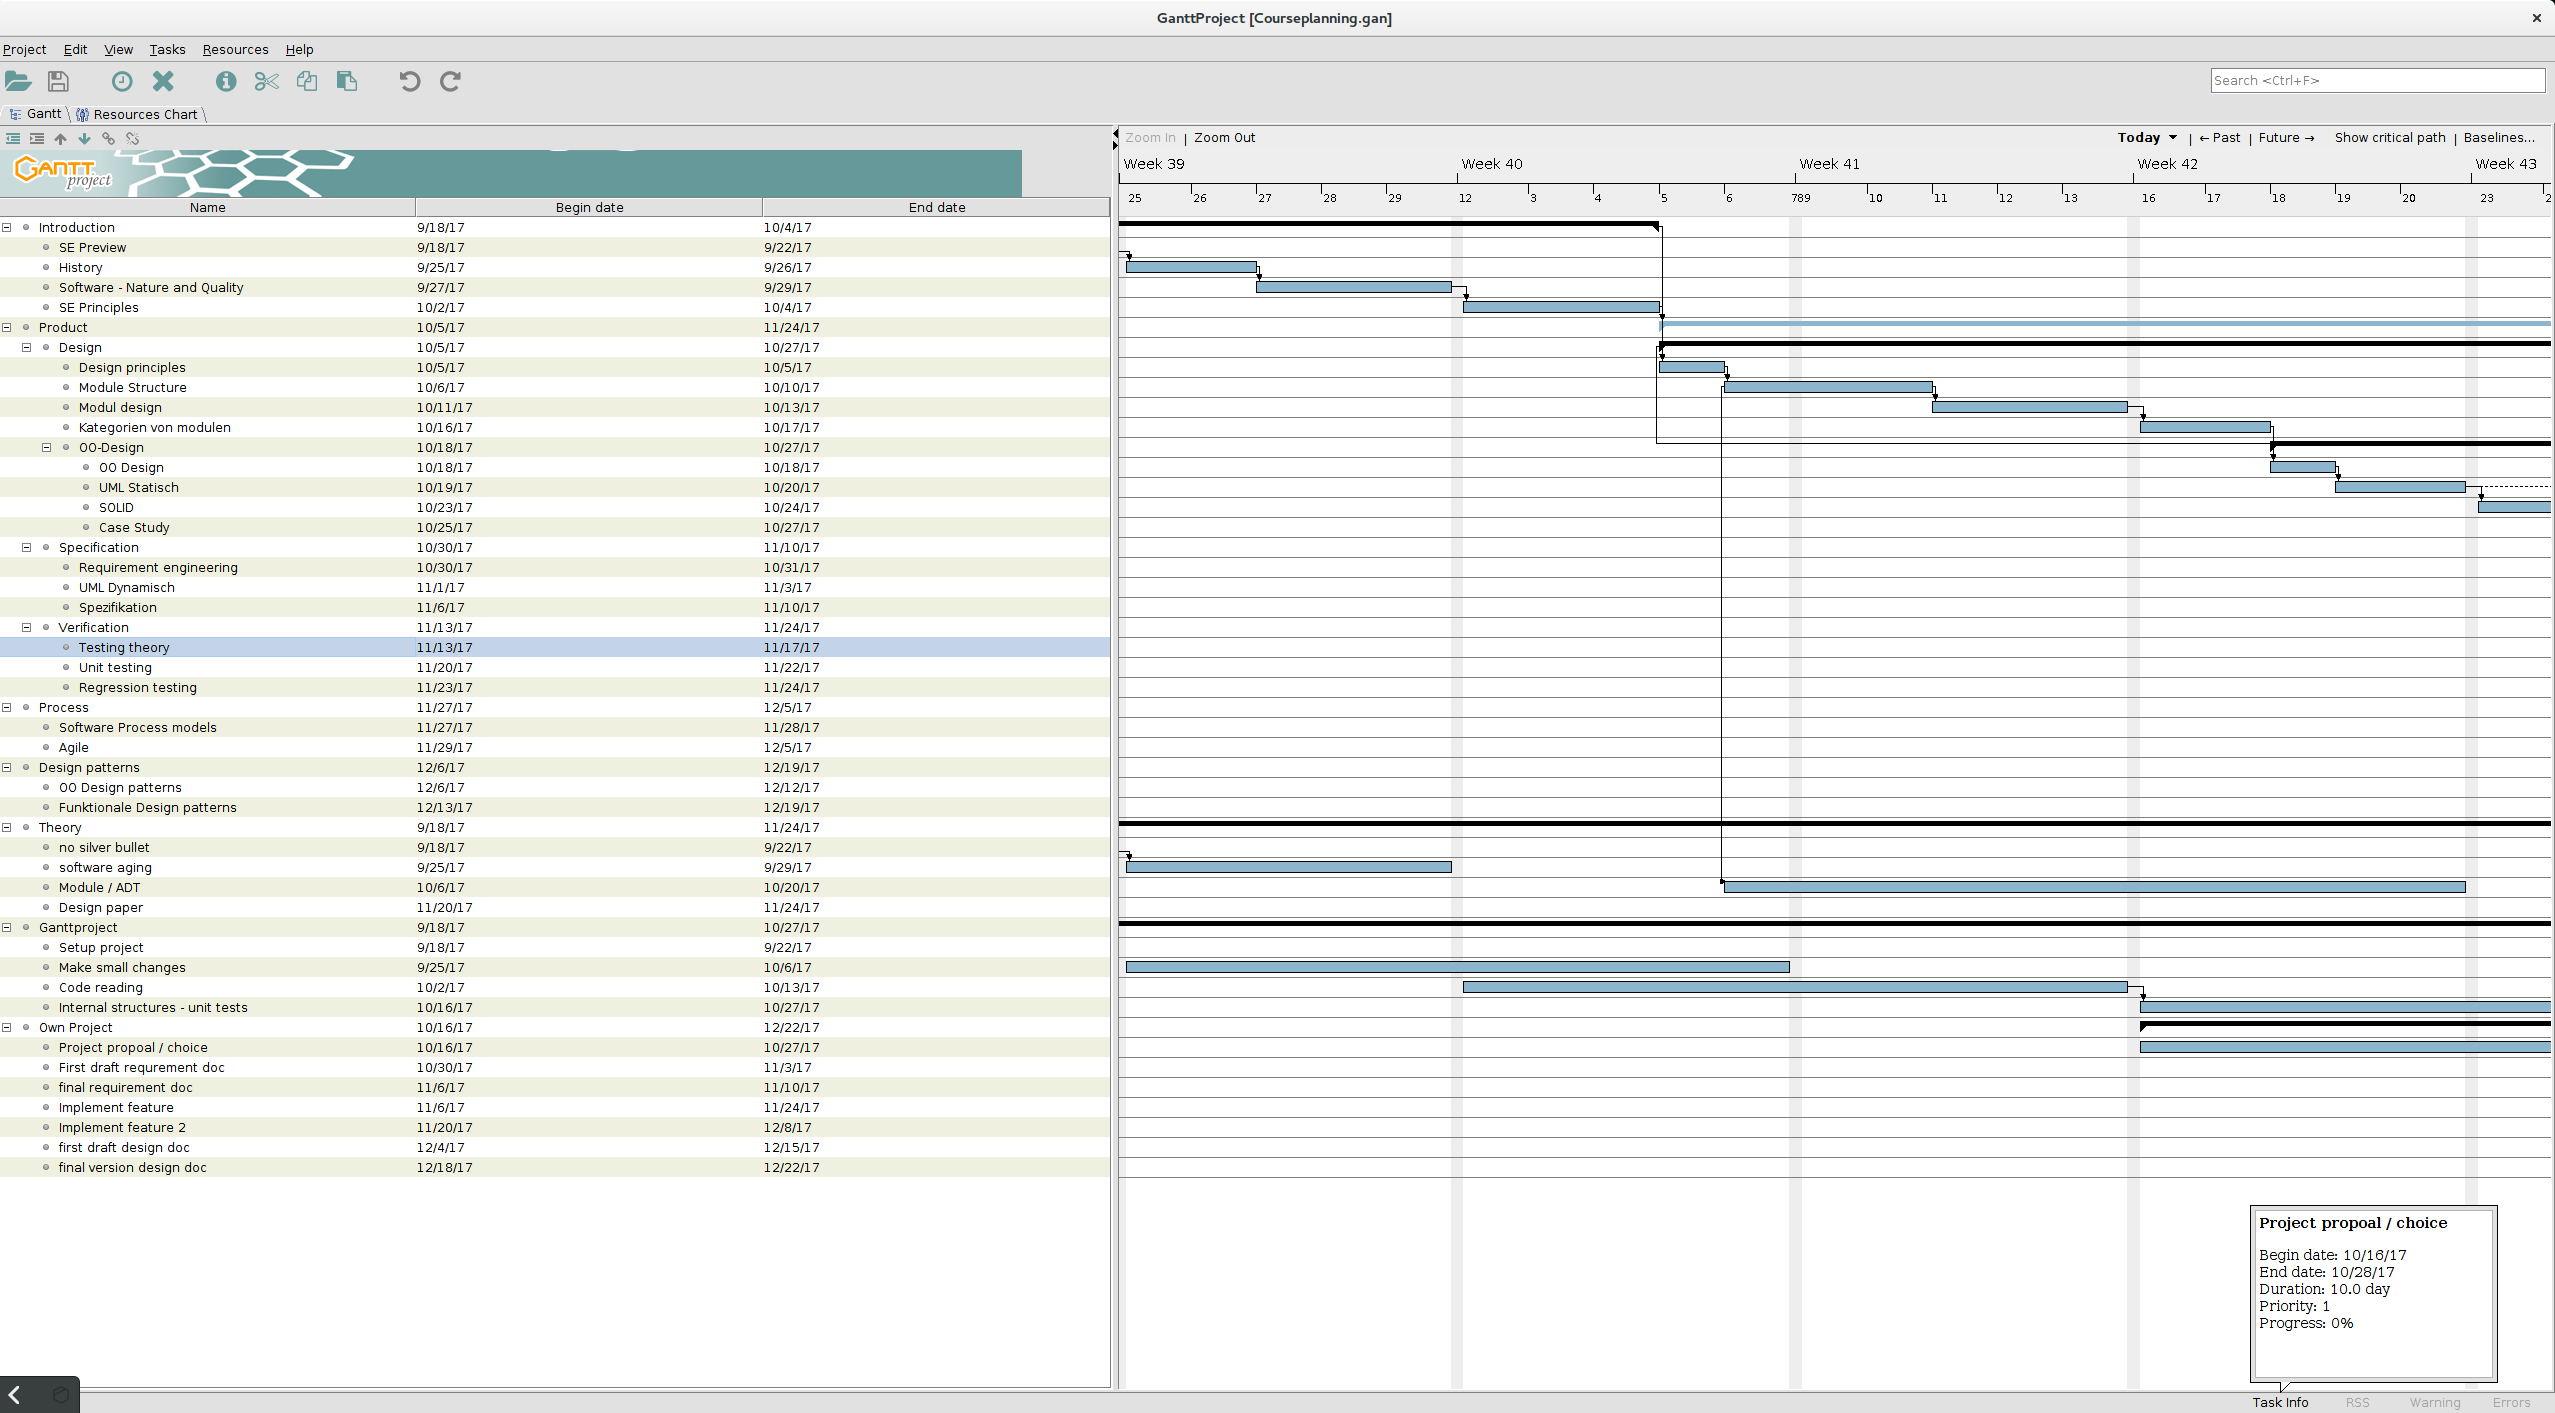 GanttProject [Courseplanning.gan]
Project Edit View Tasks Resources Help
Search <Ctrl+F>
Gantt Resources Chart
Zoom In | Zoom Out Today | ←Past | Future→ Show critical path | Baselines...
GANTT project
Week 39 Week 40 Week 41 Week 42 Week 43
25 26 27 28 29 12 3 4 5 6 789 10 11 12 13 16 17 18 19 20 23 2
Name Begin date End date
Introduction 9/18/17 10/4/17
SE Preview 9/18/17 9/22/17
History 9/25/17 9/26/17
Software - Nature and Quality 9/27/17 9/29/17
SE Principles 10/2/17 10/4/17
Product 10/5/17 11/24/17
Design 10/5/17 10/27/17
Design principles 10/5/17 10/5/17
Module Structure 10/6/17 10/10/17
Modul design 10/11/17 10/13/17
Kategorien von modulen 10/16/17 10/17/17
OO-Design 10/18/17 10/27/17
OO Design 10/18/17 10/18/17
UML Statisch 10/19/17 10/20/17
SOLID 10/23/17 10/24/17
Case Study 10/25/17 10/27/17
Specification 10/30/17 11/10/17
Requirement engineering 10/30/17 10/31/17
UML Dynamisch 11/1/17 11/3/17
Spezifikation 11/6/17 11/10/17
Verification 11/13/17 11/24/17
Testing theory 11/13/17 11/17/17
Unit testing 11/20/17 11/22/17
Regression testing 11/23/17 11/24/17
Process 11/27/17 12/5/17
Software Process models 11/27/17 11/28/17
Agile 11/29/17 12/5/17
Design patterns 12/6/17 12/19/17
OO Design patterns 12/6/17 12/12/17
Funktionale Design patterns 12/13/17 12/19/17
Theory 9/18/17 11/24/17
no silver bullet 9/18/17 9/22/17
software aging 9/25/17 9/29/17
Module / ADT 10/6/17 10/20/17
Design paper 11/20/17 11/24/17
Ganttproject 9/18/17 10/27/17
Setup project 9/18/17 9/22/17
Make small changes 9/25/17 10/6/17
Code reading 10/2/17 10/13/17
Internal structures - unit tests 10/16/17 10/27/17
Own Project 10/16/17 12/22/17
Project propoal / choice 10/16/17 10/27/17
First draft requrement doc 10/30/17 11/3/17
final requirement doc 11/6/17 11/10/17
Implement feature 11/6/17 11/24/17
Implement feature 2 11/20/17 12/8/17
first draft design doc 12/4/17 12/15/17
final version design doc 12/18/17 12/22/17
Project propoal / choice
Begin date: 10/16/17
End date: 10/28/17
Duration: 10.0 day
Priority: 1
Progress: 0%
Task Info RSS Warning Errors